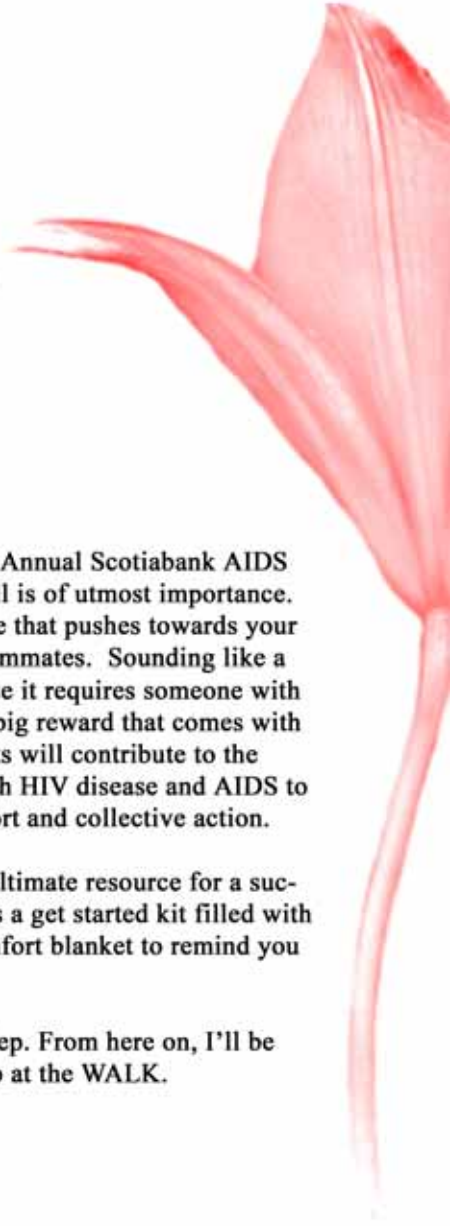 Annual Scotiabank AIDS
l is of utmost importance.
e that pushes towards your
mmates. Sounding like a
e it requires someone with
big reward that comes with
s will contribute to the
h HIV disease and AIDS to
rt and collective action.
ltimate resource for a suc-
s a get started kit filled with
nfort blanket to remind you
ep. From here on, I'll be
o at the WALK.